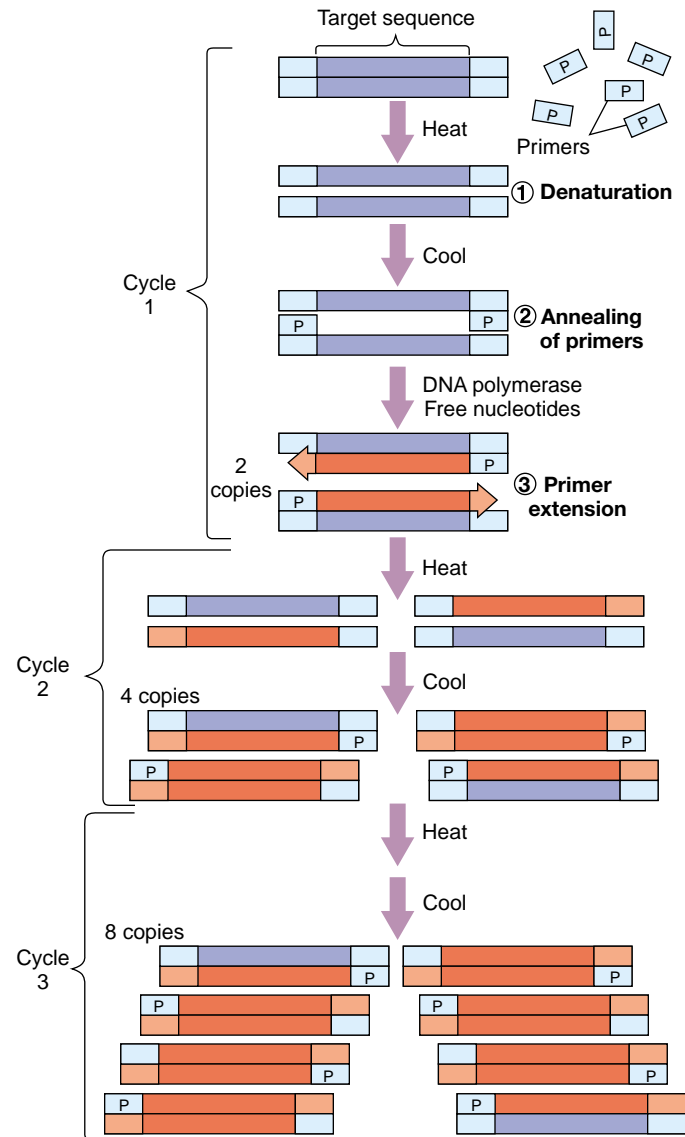 Target sequence
P
P
P
P
P
P
Primers
Heat
① Denaturation
Cool
Cycle
1
P
P
② Annealing
of primers
DNA polymerase
Free nucleotides
2
copies
P
P
③ Primer
extension
Heat
Cycle
2
Cool
4 copies
P
P
P
P
Heat
Cool
8 copies
Cycle
3
P
P
P
P
P
P
P
P